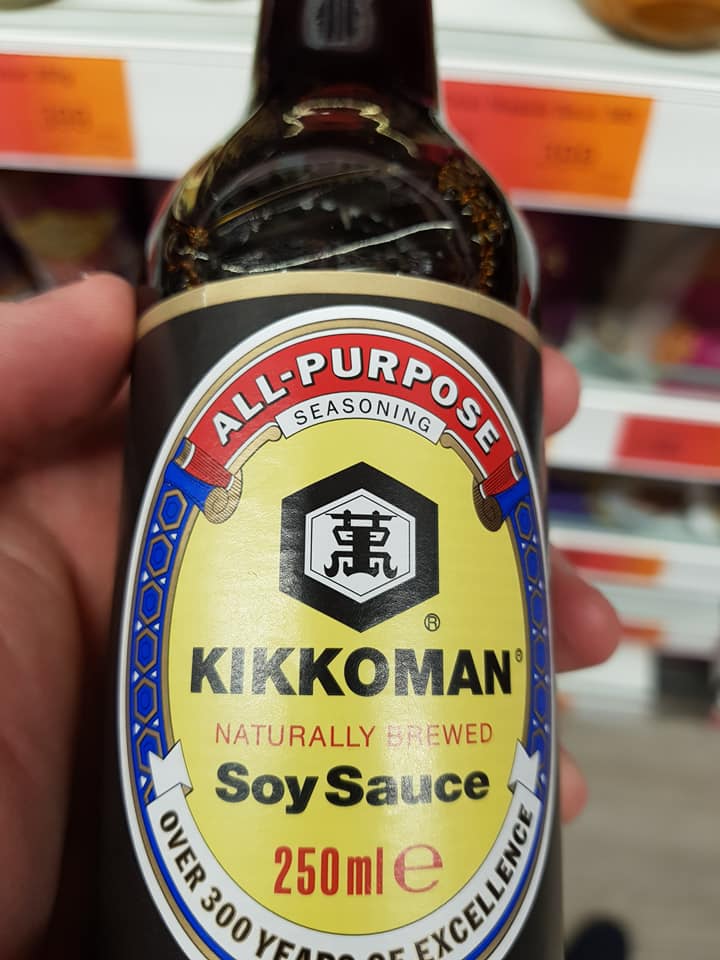 ALL-PURPOSE
SEASONING
萬
®
KIKKOMAN®
NATURALLY BREWED
Soy Sauce
250ml e
OVER 300 YEARS OF EXCELLENCE